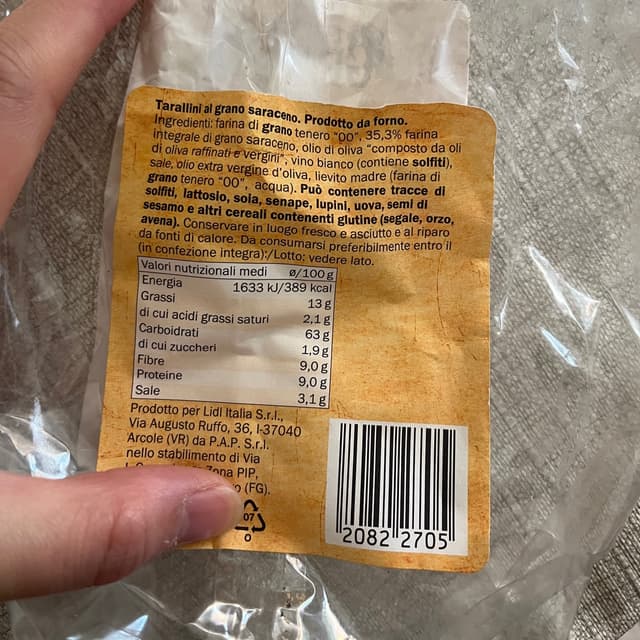 Tarallini al grano saraceno. Prodotto da forno.
Ingredienti: farina di grano tenero "00", 35,3% farina
integrale di grano saraceno, olio di oliva "composto da oli
di oliva raffinati e vergini", vino bianco (contiene solfiti),
sale, olio extra vergine d'oliva, lievito madre (farina di
grano tenero "00", acqua). Può contenere tracce di
solfiti, lattosio, soia, senape, lupini, uova, semi di
sesamo e altri cereali contenenti glutine (segale, orzo,
avena). Conservare in luogo fresco e asciutto e al riparo
da fonti di calore. Da consumarsi preferibilmente entro il
(in confezione integra):/Lotto: vedere lato.
Valori nutrizionali medi ø/100 g
Energia 1633 kJ/389 kcal
Grassi 13 g
di cui acidi grassi saturi 2,1 g
Carboidrati 63 g
di cui zuccheri 1,9 g
Fibre 9,0 g
Proteine 9,0 g
Sale 3,1 g
Prodotto per Lidl Italia S.r.l.,
Via Augusto Ruffo, 36, I-37040
Arcole (VR) da P.A.P. S.r.l.
nello stabilimento di Via
Zona PIP,
(FG).
07
O
2082 2705